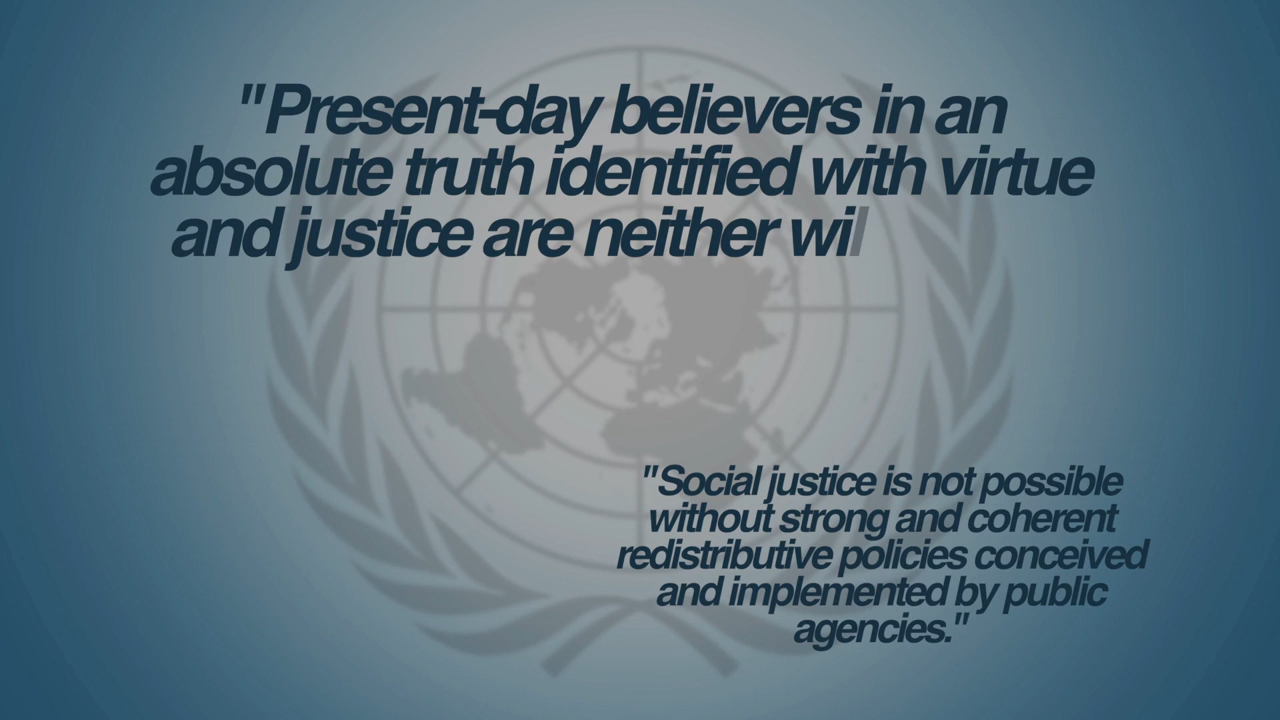 "Present-day believers in an
absolute truth identified with virtue
and justice are neither wil
"Social justice is not possible
without strong and coherent
redistributive policies conceived
and implemented by public
agencies."